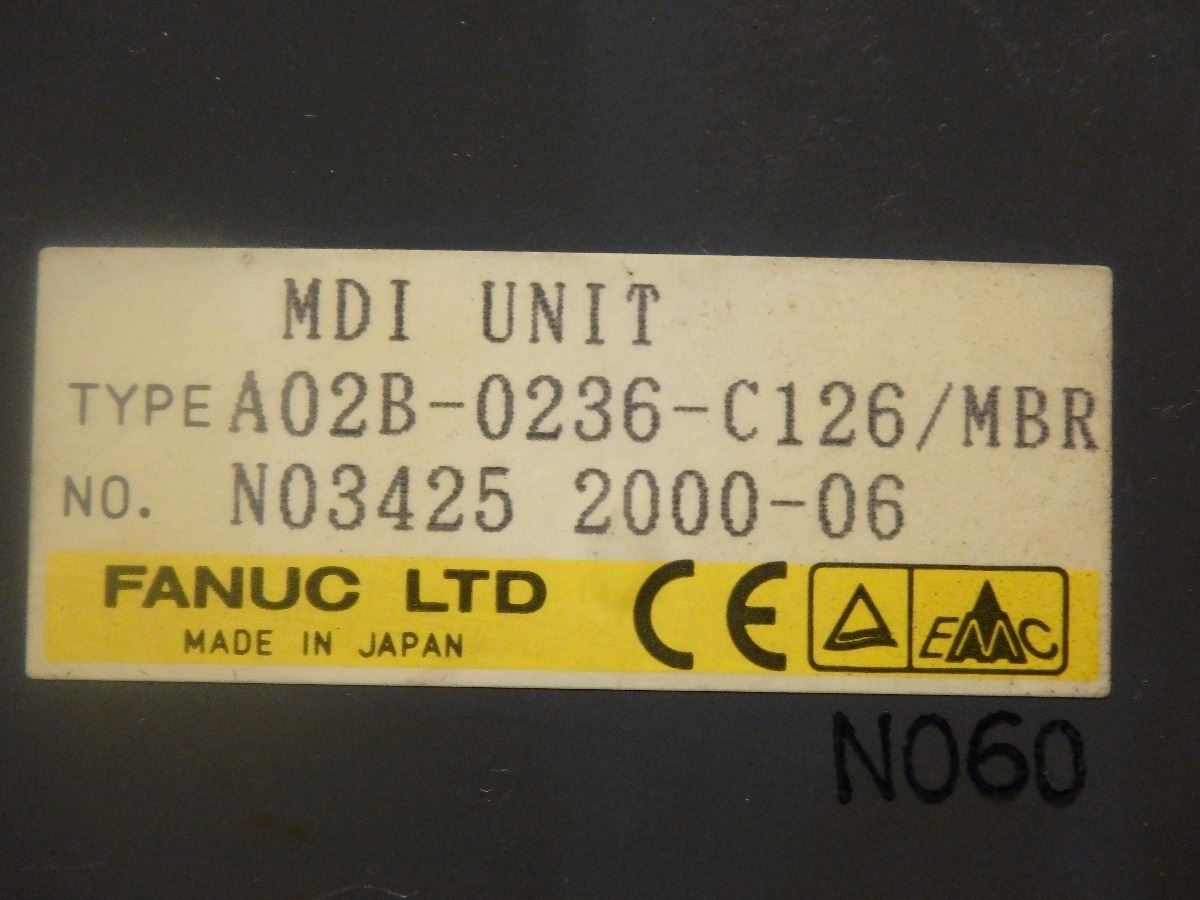 MDI UNIT
TYPE A02B-0236-C126/MBR
NO. N03425 2000-06
FANUC LTD
MADE IN JAPAN
CE
EMC
N060